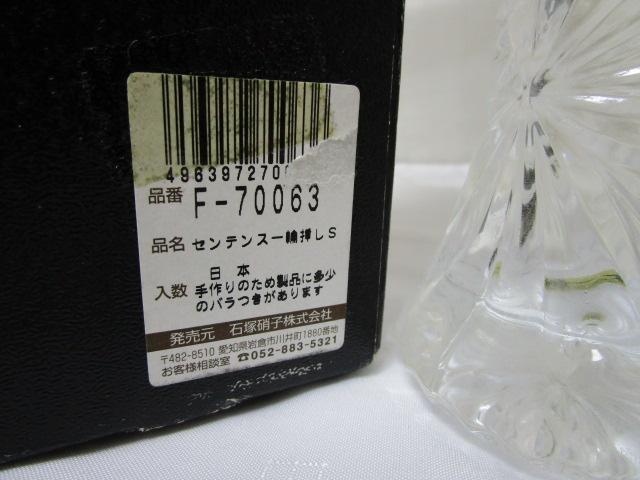 496397270
品番 F-70063
品名 センテンス一輪挿しS
日本
入数 手作りのため製品に多少
のバラつきがあります
発売元 石塚硝子株式会社
〒482-8510 愛知県岩倉市川井町1880番地
お客様相談室 ☎052-883-5321